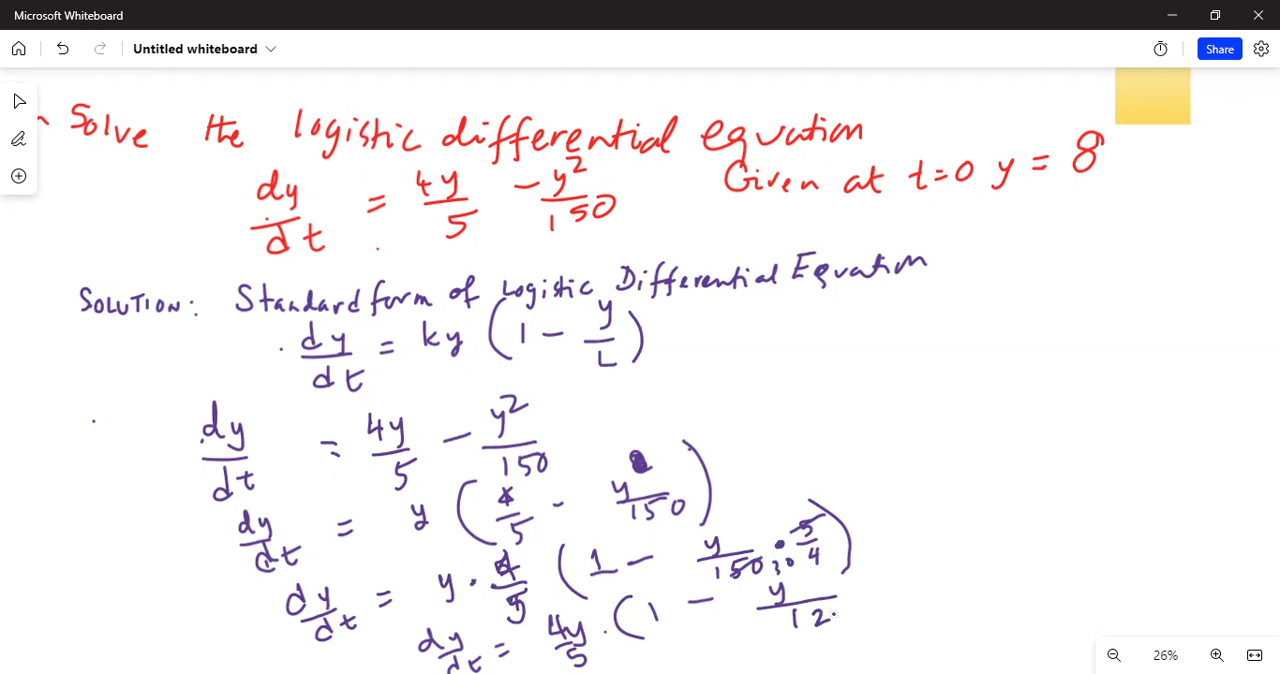 Microsoft Whiteboard
Untitled whiteboard
Share
Solve the logistic differential equation
dy/dt = 4y/5 - y²/150 Given at t=0 y = 8
SOLUTION: Standard form of Logistic Differential Equation
dy/dt = ky (1 - y/L)
dy/dt = 4y/5 - y²/150
dy/dt = y (4/5 - y/150)
dy/dt = y · 4/5 (1 - y/150 30 · 5/4)
dy/dt = 4y/5 · (1 - y/12
26%